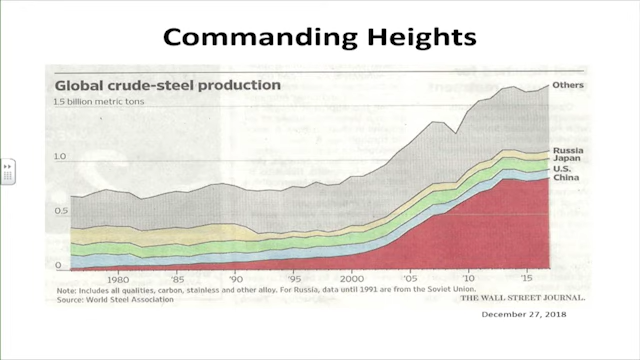 Commanding Heights
Global crude-steel production
1.5 billion metric tons
Others
1.0
Russia
Japan
U.S.
China
0.5
0
1980 '85 '90 '95 2000 '05 '10 '15
Note: Includes all qualities, carbon, stainless and other alloy. For Russia, data until 1991 are from the Soviet Union.
Source: World Steel Association
THE WALL STREET JOURNAL.
December 27, 2018